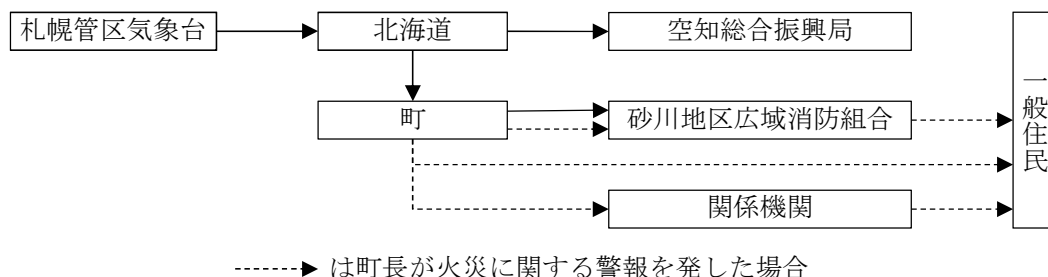 札幌管区気象台
北海道
空知総合振興局
町
砂川地区広域消防組合
一般住民
関係機関
は町長が火災に関する警報を発した場合